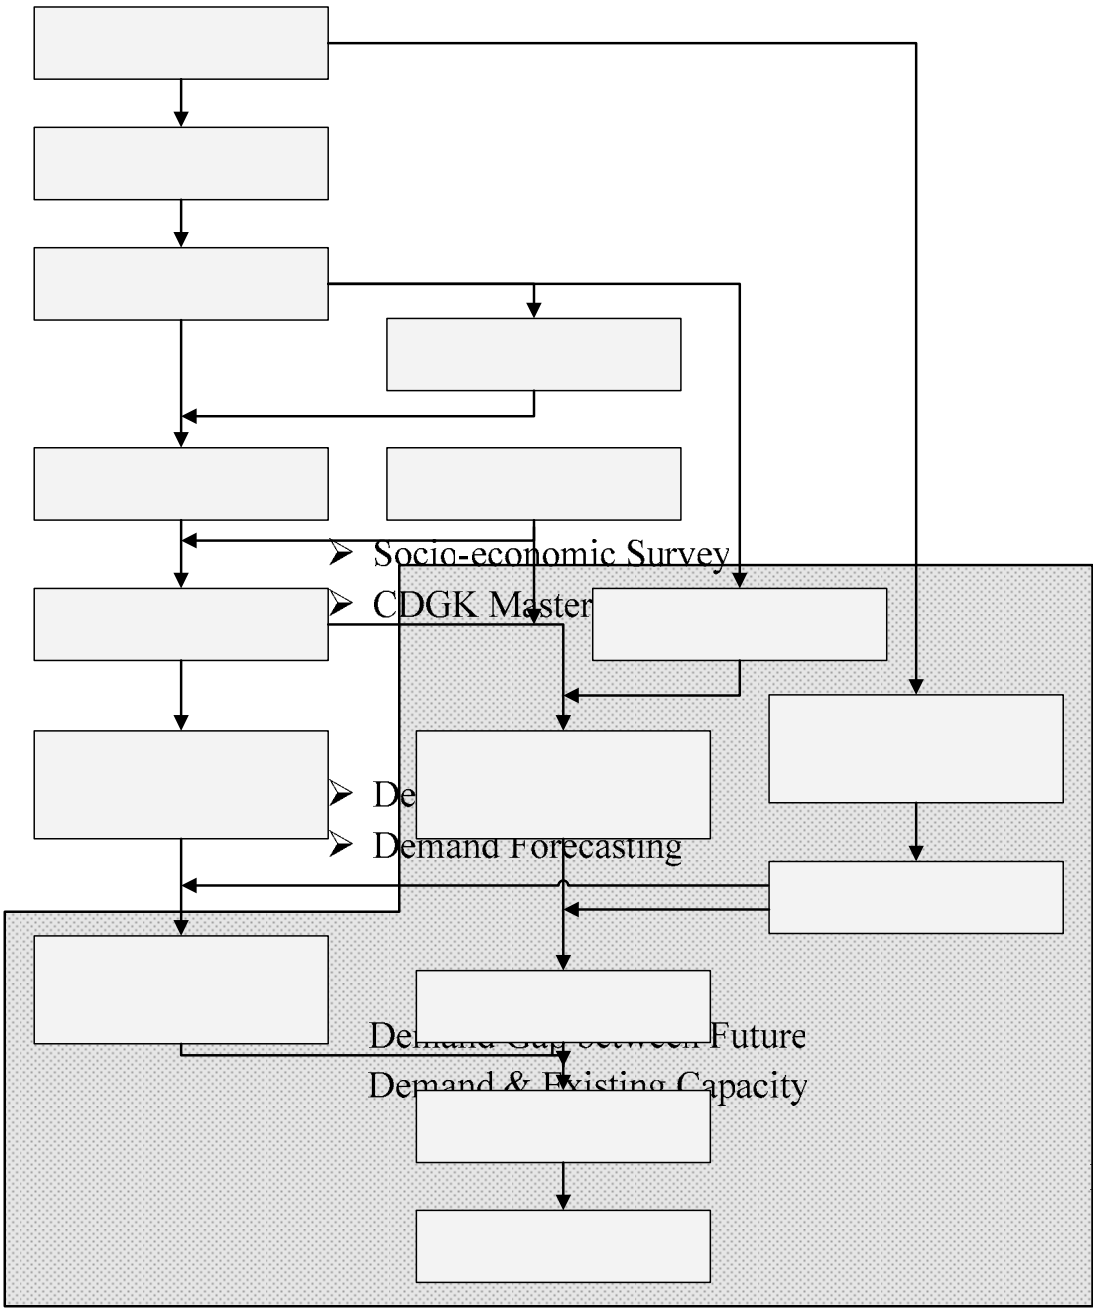 ➢ Socio-economic Survey
➢ CDGK Master
➢ De
➢ Demand Forecasting
Demand Gap between Future
Demand & Existing Capacity